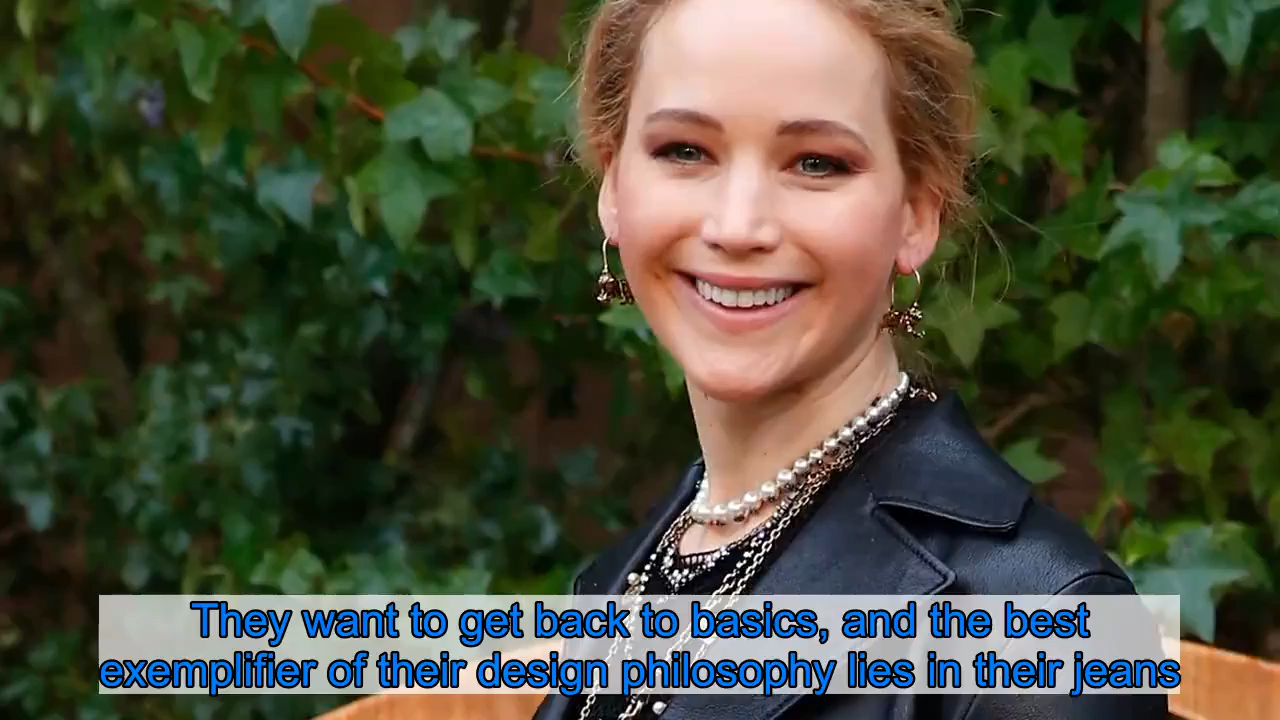 They want to get back to basics, and the best
exemplifier of their design philosophy lies in their jeans